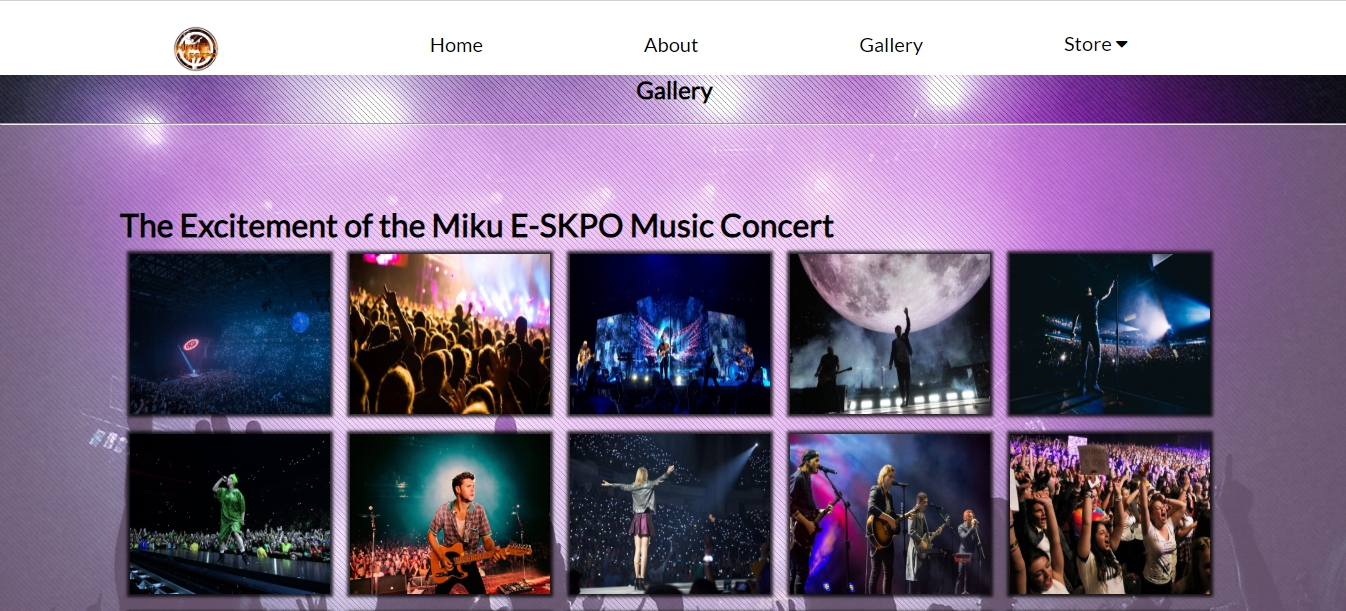 Home
About
Gallery
Store
Gallery
The Excitement of the Miku E-SKPO Music Concert